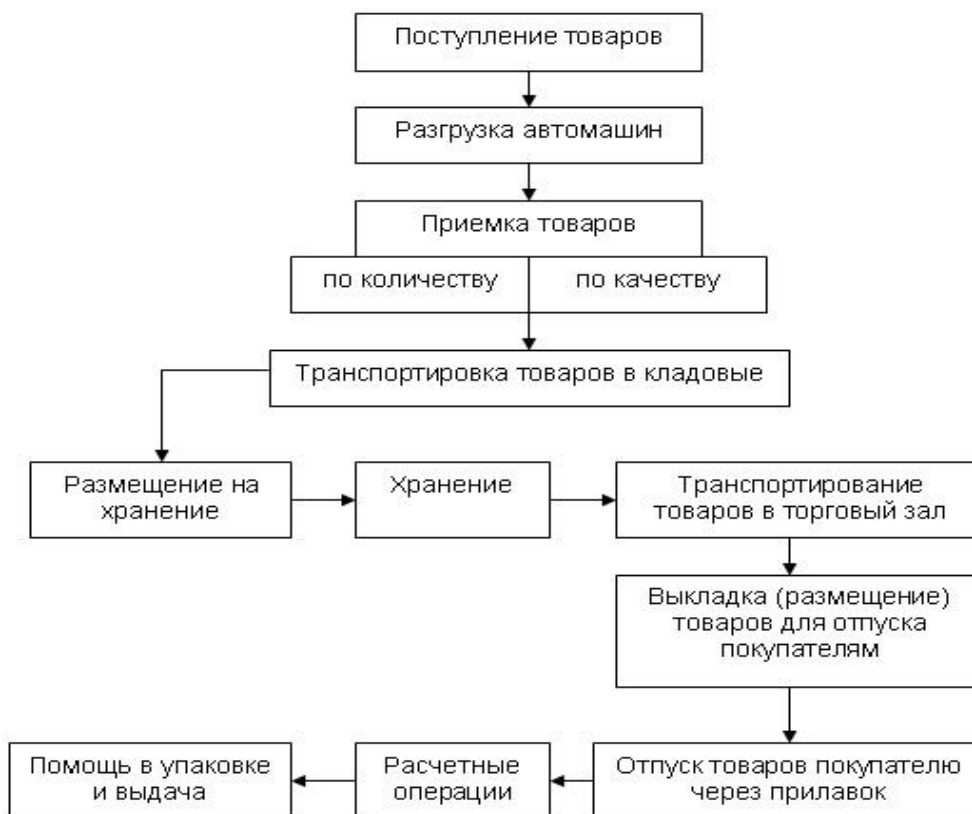 Поступление товаров
Разгрузка автомашин
Приемка товаров
по количеству
по качеству
Транспортировка товаров в кладовые
Размещение на
хранение
Хранение
Транспортирование
товаров в торговый зал
Выкладка (размещение)
товаров для отпуска
покупателям
Отпуск товаров покупателю
через прилавок
Расчетные
операции
Помощь в упаковке
и выдача